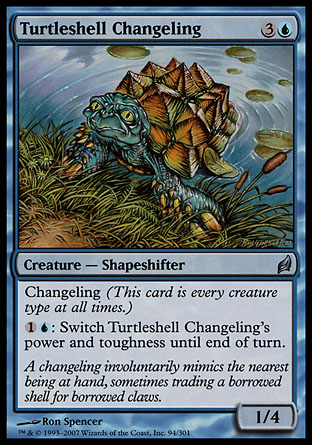 Turtleshell Changeling 3
Creature — Shapeshifter
Changeling (This card is every creature
type at all times.)
1: Switch Turtleshell Changeling's
power and toughness until end of turn.
A changeling involuntarily mimics the nearest
being at hand, sometimes trading a borrowed
shell for borrowed claws.
Ron Spencer
™ & © 1993–2007 Wizards of the Coast, Inc. 94/301
1/4